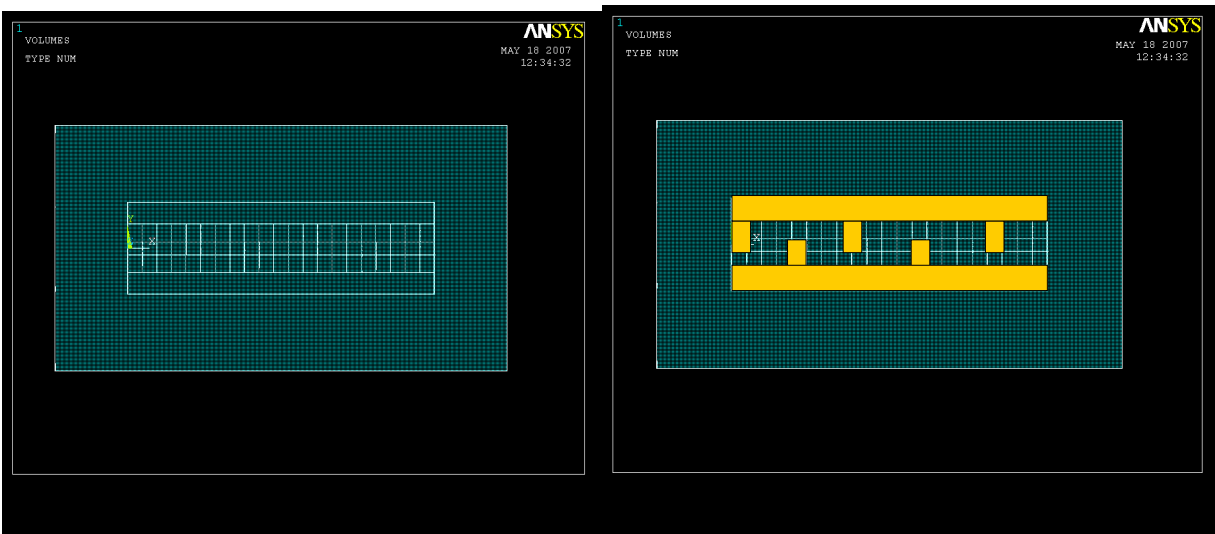 1
VOLUMES
TYPE NUM
ANSYS
MAY 18 2007
12:34:32
Y
X
1
VOLUMES
TYPE NUM
ANSYS
MAY 18 2007
12:34:32
X